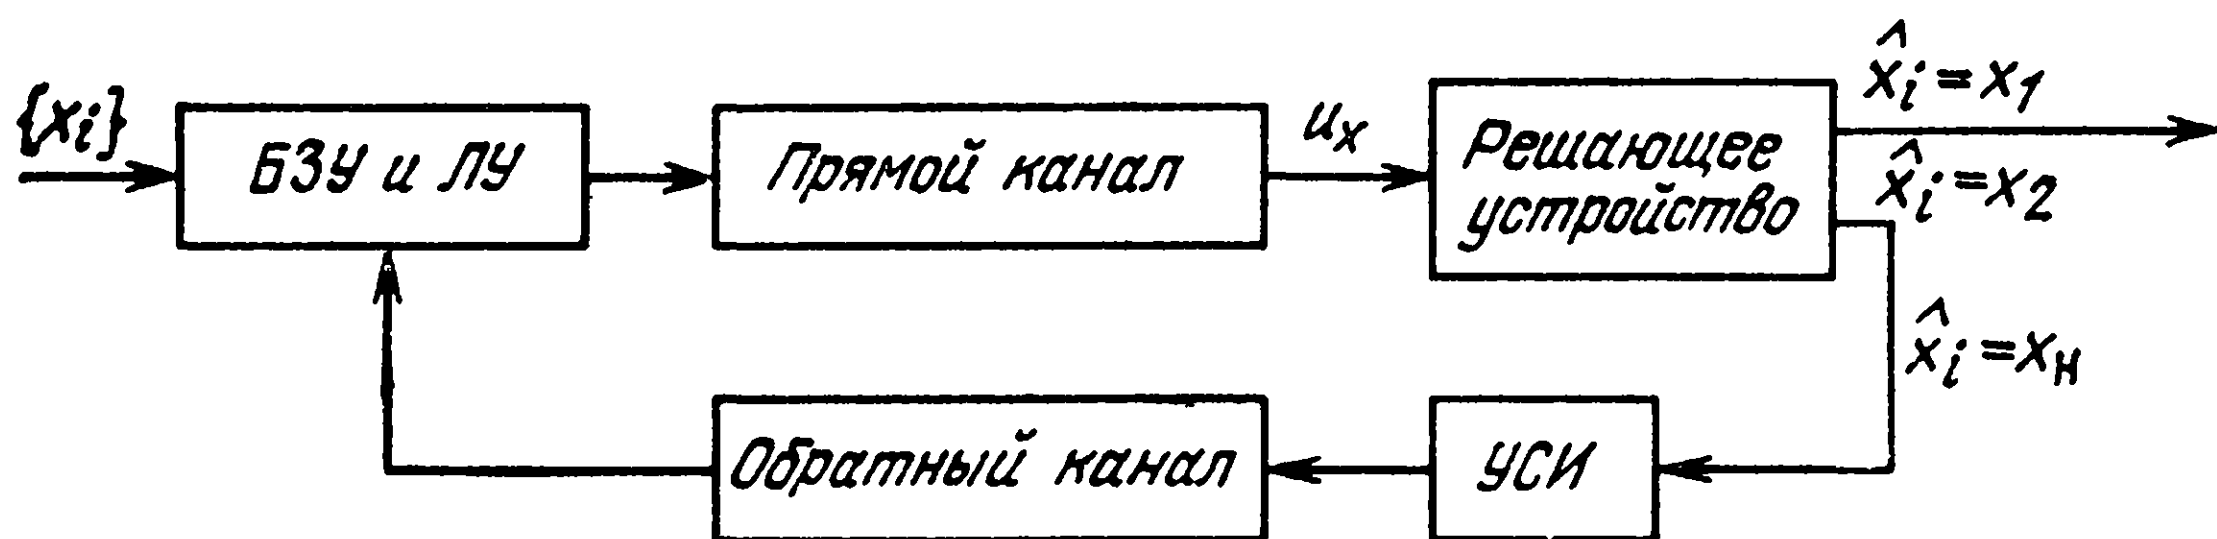 {xᵢ}
БЗУ и ЛУ
Прямой канал
uₓ
Решающее
устройство
x̂ᵢ=x₁
x̂ᵢ=x₂
x̂ᵢ=xн
Обратный канал
УСИ